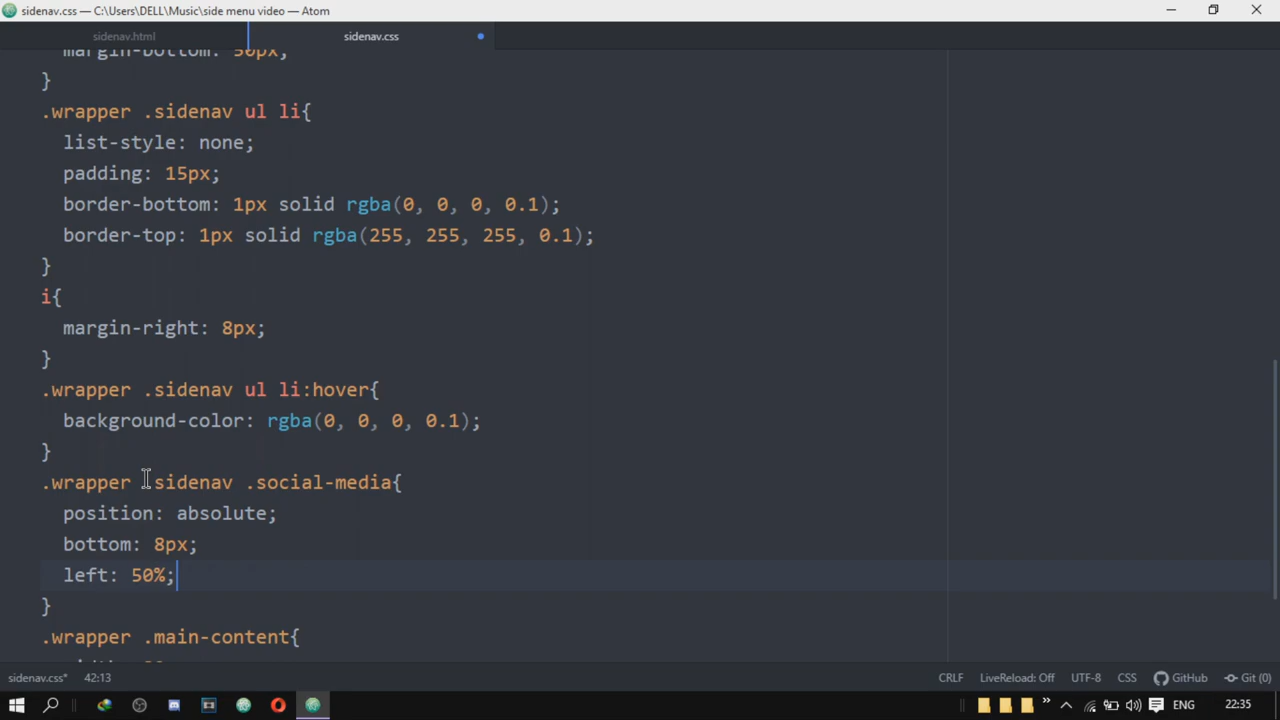 sidenav.css — C:\Users\DELL\Music\side menu video — Atom
sidenav.html
sidenav.css
margin-bottom: 50px;
}
.wrapper .sidenav ul li{
list-style: none;
padding: 15px;
border-bottom: 1px solid rgba(0, 0, 0, 0.1);
border-top: 1px solid rgba(255, 255, 255, 0.1);
}
i{
margin-right: 8px;
}
.wrapper .sidenav ul li:hover{
background-color: rgba(0, 0, 0, 0.1);
}
.wrapper .sidenav .social-media{
position: absolute;
bottom: 8px;
left: 50%;
}
.wrapper .main-content{
sidenav.css* 42:13 CRLF LiveReload: Off UTF-8 CSS GitHub Git (0)
ENG 22:35